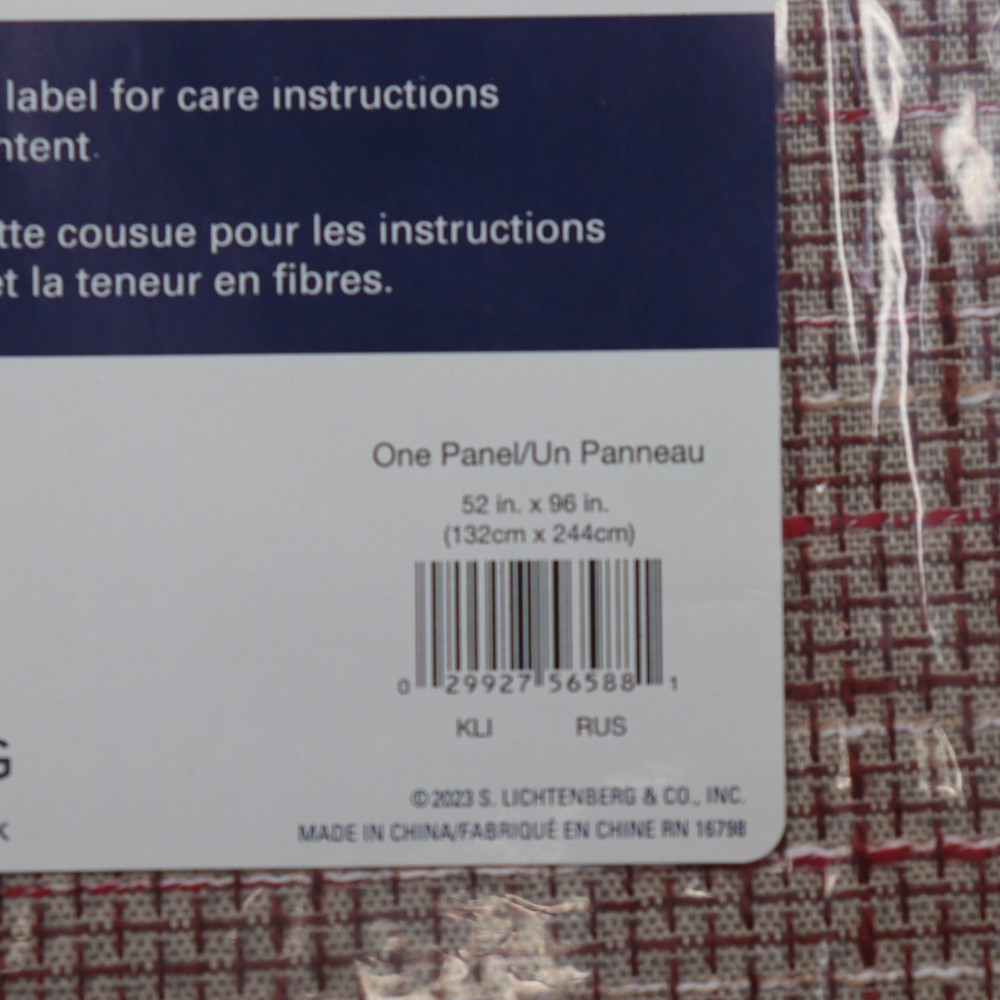 label for care instructions
ntent.
tte cousue pour les instructions
et la teneur en fibres.
One Panel/Un Panneau
52 in. x 96 in.
(132cm x 244cm)
0 29927 56588 1
KLI RUS
G
©2023 S. LICHTENBERG & CO., INC.
K
MADE IN CHINA/FABRIQUÉ EN CHINE RN 16798